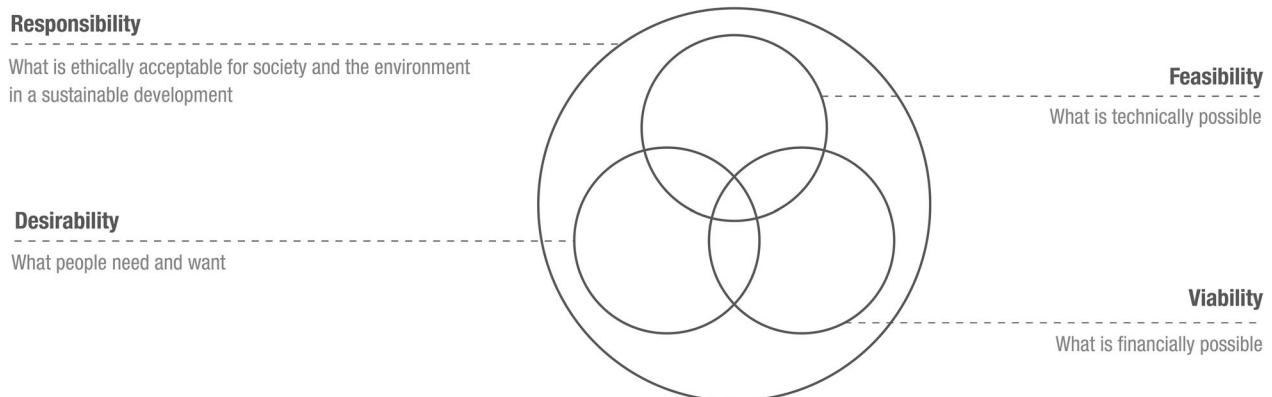 Responsibility
What is ethically acceptable for society and the environment
in a sustainable development
Feasibility
What is technically possible
Desirability
What people need and want
Viability
What is financially possible